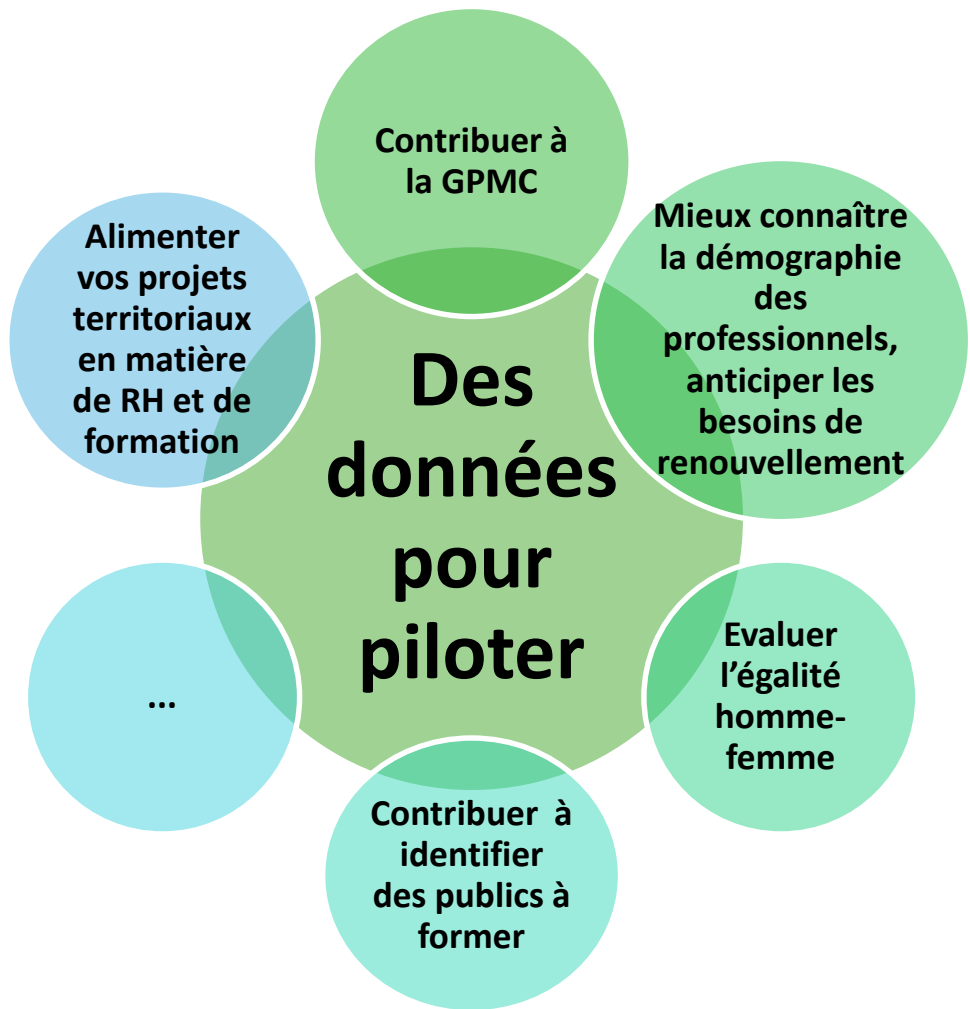 Contribuer à
la GPMC
Mieux connaître
la démographie
des
professionnels,
anticiper les
besoins de
renouvellement
Evaluer
l’égalité
homme-
femme
Contribuer  à
identifier
des publics à
former
...
Alimenter
vos projets
territoriaux
en matière
de RH et de
formation
Des
données
pour
piloter